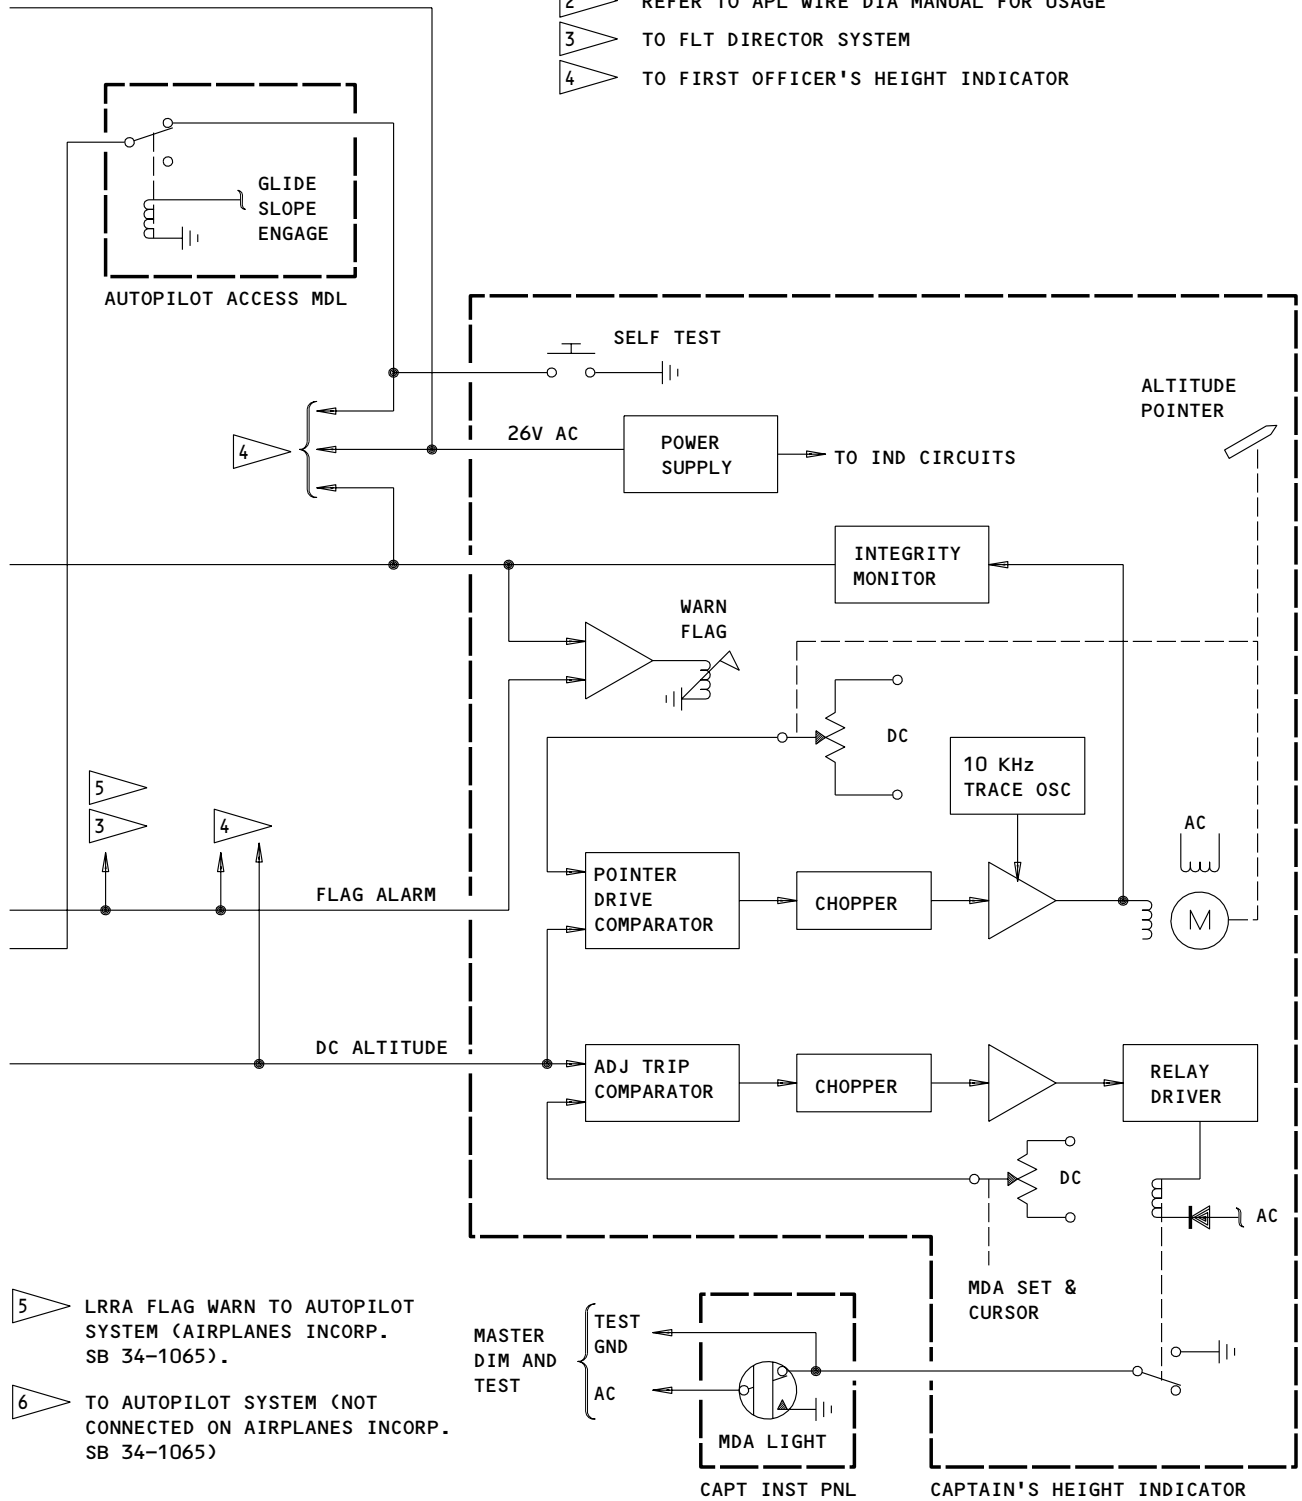 2 REFER TO APL WIRE DIA MANUAL FOR USAGE
3 TO FLT DIRECTOR SYSTEM
4 TO FIRST OFFICER'S HEIGHT INDICATOR
GLIDE
SLOPE
ENGAGE
AUTOPILOT ACCESS MDL
SELF TEST
ALTITUDE
POINTER
4
26V AC
POWER
SUPPLY
TO IND CIRCUITS
INTEGRITY
MONITOR
WARN
FLAG
DC
10 KHz
TRACE OSC
5
3
4
AC
FLAG ALARM
POINTER
DRIVE
COMPARATOR
CHOPPER
M
DC ALTITUDE
ADJ TRIP
COMPARATOR
CHOPPER
RELAY
DRIVER
DC
AC
MDA SET &
CURSOR
5 LRRA FLAG WARN TO AUTOPILOT
SYSTEM (AIRPLANES INCORP.
SB 34-1065).
6 TO AUTOPILOT SYSTEM (NOT
CONNECTED ON AIRPLANES INCORP.
SB 34-1065)
MASTER
DIM AND
TEST
TEST
GND
AC
MDA LIGHT
CAPT INST PNL
CAPTAIN'S HEIGHT INDICATOR